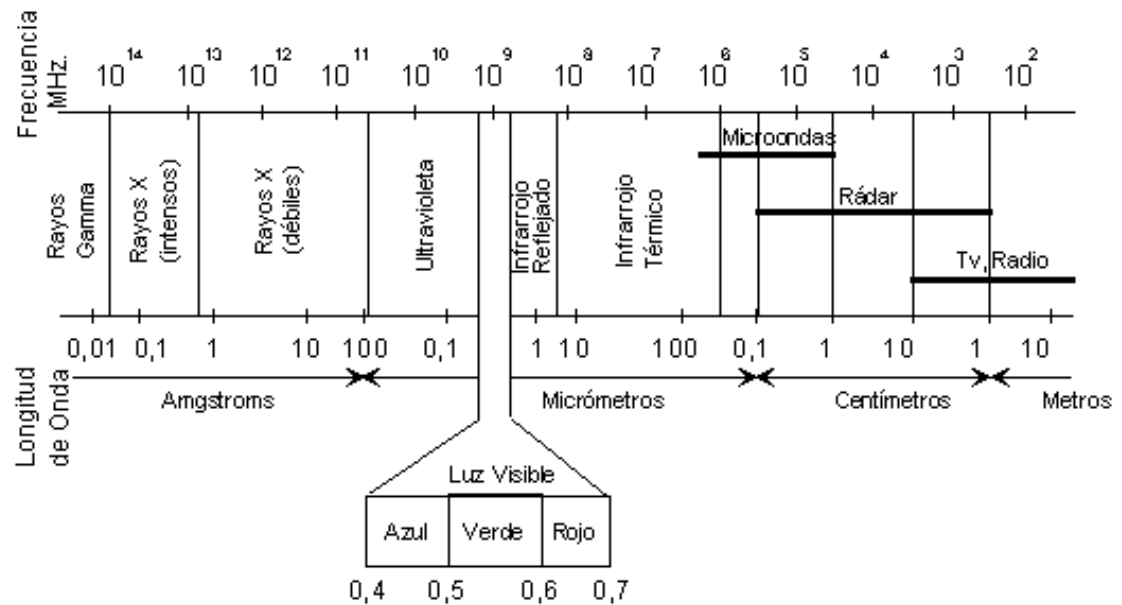 Frecuencia
MHz.
10¹⁴ 10¹³ 10¹² 10¹¹ 10¹⁰ 10⁹ 10⁸ 10⁷ 10⁶ 10⁵ 10⁴ 10³ 10²
Rayos
Gamma
Rayos X
(intensos)
Rayos X
(débiles)
Ultravioleta
Infrarrojo
Reflejado
Infrarrojo
Térmico
Microondas
Rádar
Tv, Radio
0,01 0,1 1 10 100 0,1 1 10 100 0,1 1 10 1 10
Longitud
de Onda
Amgstroms Micrómetros Centímetros Metros
Luz Visible
Azul Verde Rojo
0,4 0,5 0,6 0,7